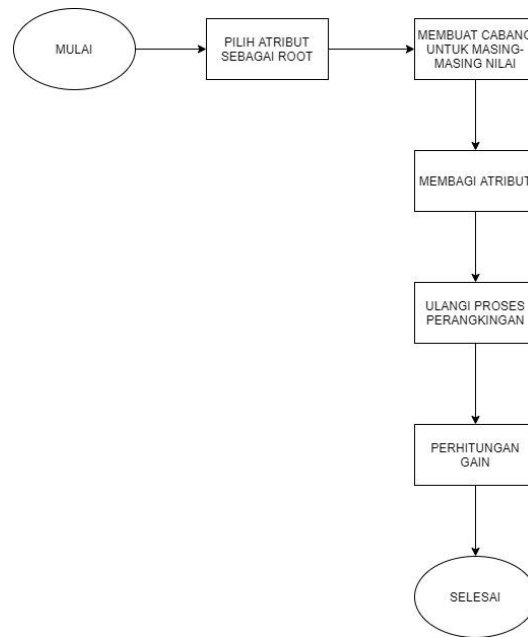 MULAI
PILIH ATRIBUT
SEBAGAI ROOT
MEMBUAT CABANG
UNTUK MASING-
MASING NILAI
MEMBAGI ATRIBUT
ULANGI PROSES
PERANGKINGAN
PERHITUNGAN
GAIN
SELESAI